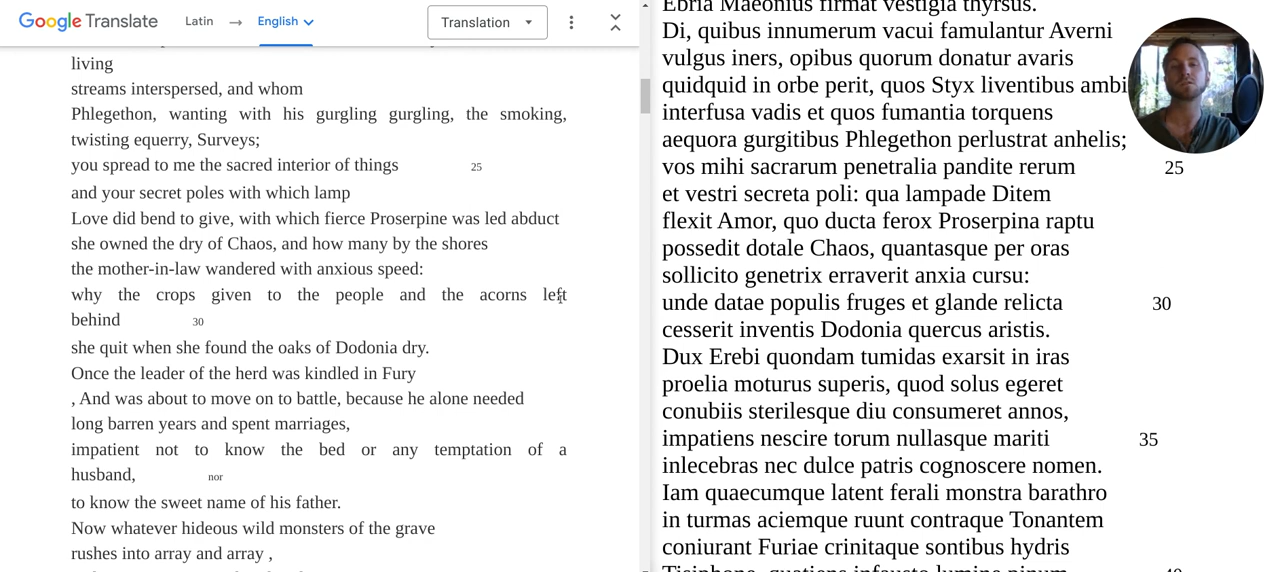 Google Translate
Latin
English
Translation
living
streams interspersed, and whom
Phlegethon, wanting with his gurgling gurgling, the smoking,
twisting equerry, Surveys;
you spread to me the sacred interior of things 25
and your secret poles with which lamp
Love did bend to give, with which fierce Proserpine was led abduct
she owned the dry of Chaos, and how many by the shores
the mother-in-law wandered with anxious speed:
why the crops given to the people and the acorns left
behind 30
she quit when she found the oaks of Dodonia dry.
Once the leader of the herd was kindled in Fury
, And was about to move on to battle, because he alone needed
long barren years and spent marriages,
impatient not to know the bed or any temptation of a
husband, nor
to know the sweet name of his father.
Now whatever hideous wild monsters of the grave
rushes into array and array ,
Ebria Maeonius firmat vestigia thyrsus.
Di, quibus innumerum vacui famulantur Averni
vulgus iners, opibus quorum donatur avaris
quidquid in orbe perit, quos Styx liventibus ambi
interfusa vadis et quos fumantia torquens
aequora gurgitibus Phlegethon perlustrat anhelis;
vos mihi sacrarum penetralia pandite rerum 25
et vestri secreta poli: qua lampade Ditem
flexit Amor, quo ducta ferox Proserpina raptu
possedit dotale Chaos, quantasque per oras
sollicito genetrix erraverit anxia cursu:
unde datae populis fruges et glande relicta 30
cesserit inventis Dodonia quercus aristis.
Dux Erebi quondam tumidas exarsit in iras
proelia moturus superis, quod solus egeret
conubiis sterilesque diu consumeret annos,
impatiens nescire torum nullasque mariti 35
inlecebras nec dulce patris cognoscere nomen.
Iam quaecumque latent ferali monstra barathro
in turmas aciemque ruunt contraque Tonantem
coniurant Furiae crinitaque sontibus hydris
Tisiphone, quatiens infausto lumine pinum 40